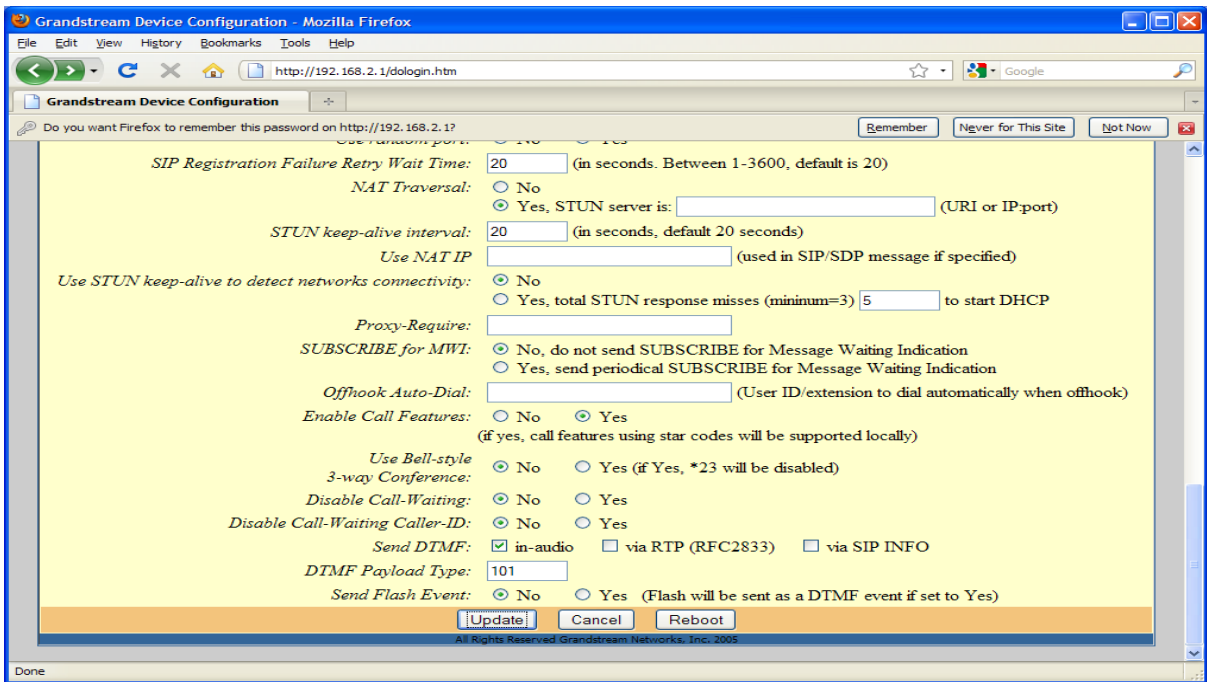 Grandstream Device Configuration - Mozilla Firefox
File Edit View History Bookmarks Tools Help
http://192.168.2.1/dologin.htm
Google
Grandstream Device Configuration
Do you want Firefox to remember this password on http://192.168.2.1? Remember Never for This Site Not Now
Use random port: No Yes
SIP Registration Failure Retry Wait Time: 20 (in seconds. Between 1-3600, default is 20)
NAT Traversal: No
Yes, STUN server is: (URI or IP:port)
STUN keep-alive interval: 20 (in seconds, default 20 seconds)
Use NAT IP (used in SIP/SDP message if specified)
Use STUN keep-alive to detect networks connectivity: No
Yes, total STUN response misses (mininum=3) 5 to start DHCP
Proxy-Require:
SUBSCRIBE for MWI: No, do not send SUBSCRIBE for Message Waiting Indication
Yes, send periodical SUBSCRIBE for Message Waiting Indication
Offhook Auto-Dial: (User ID/extension to dial automatically when offhook)
Enable Call Features: No Yes
(if yes, call features using star codes will be supported locally)
Use Bell-style
3-way Conference: No Yes (if Yes, *23 will be disabled)
Disable Call-Waiting: No Yes
Disable Call-Waiting Caller-ID: No Yes
Send DTMF: in-audio via RTP (RFC2833) via SIP INFO
DTMF Payload Type: 101
Send Flash Event: No Yes (Flash will be sent as a DTMF event if set to Yes)
Update Cancel Reboot
All Rights Reserved Grandstream Networks, Inc. 2005
Done